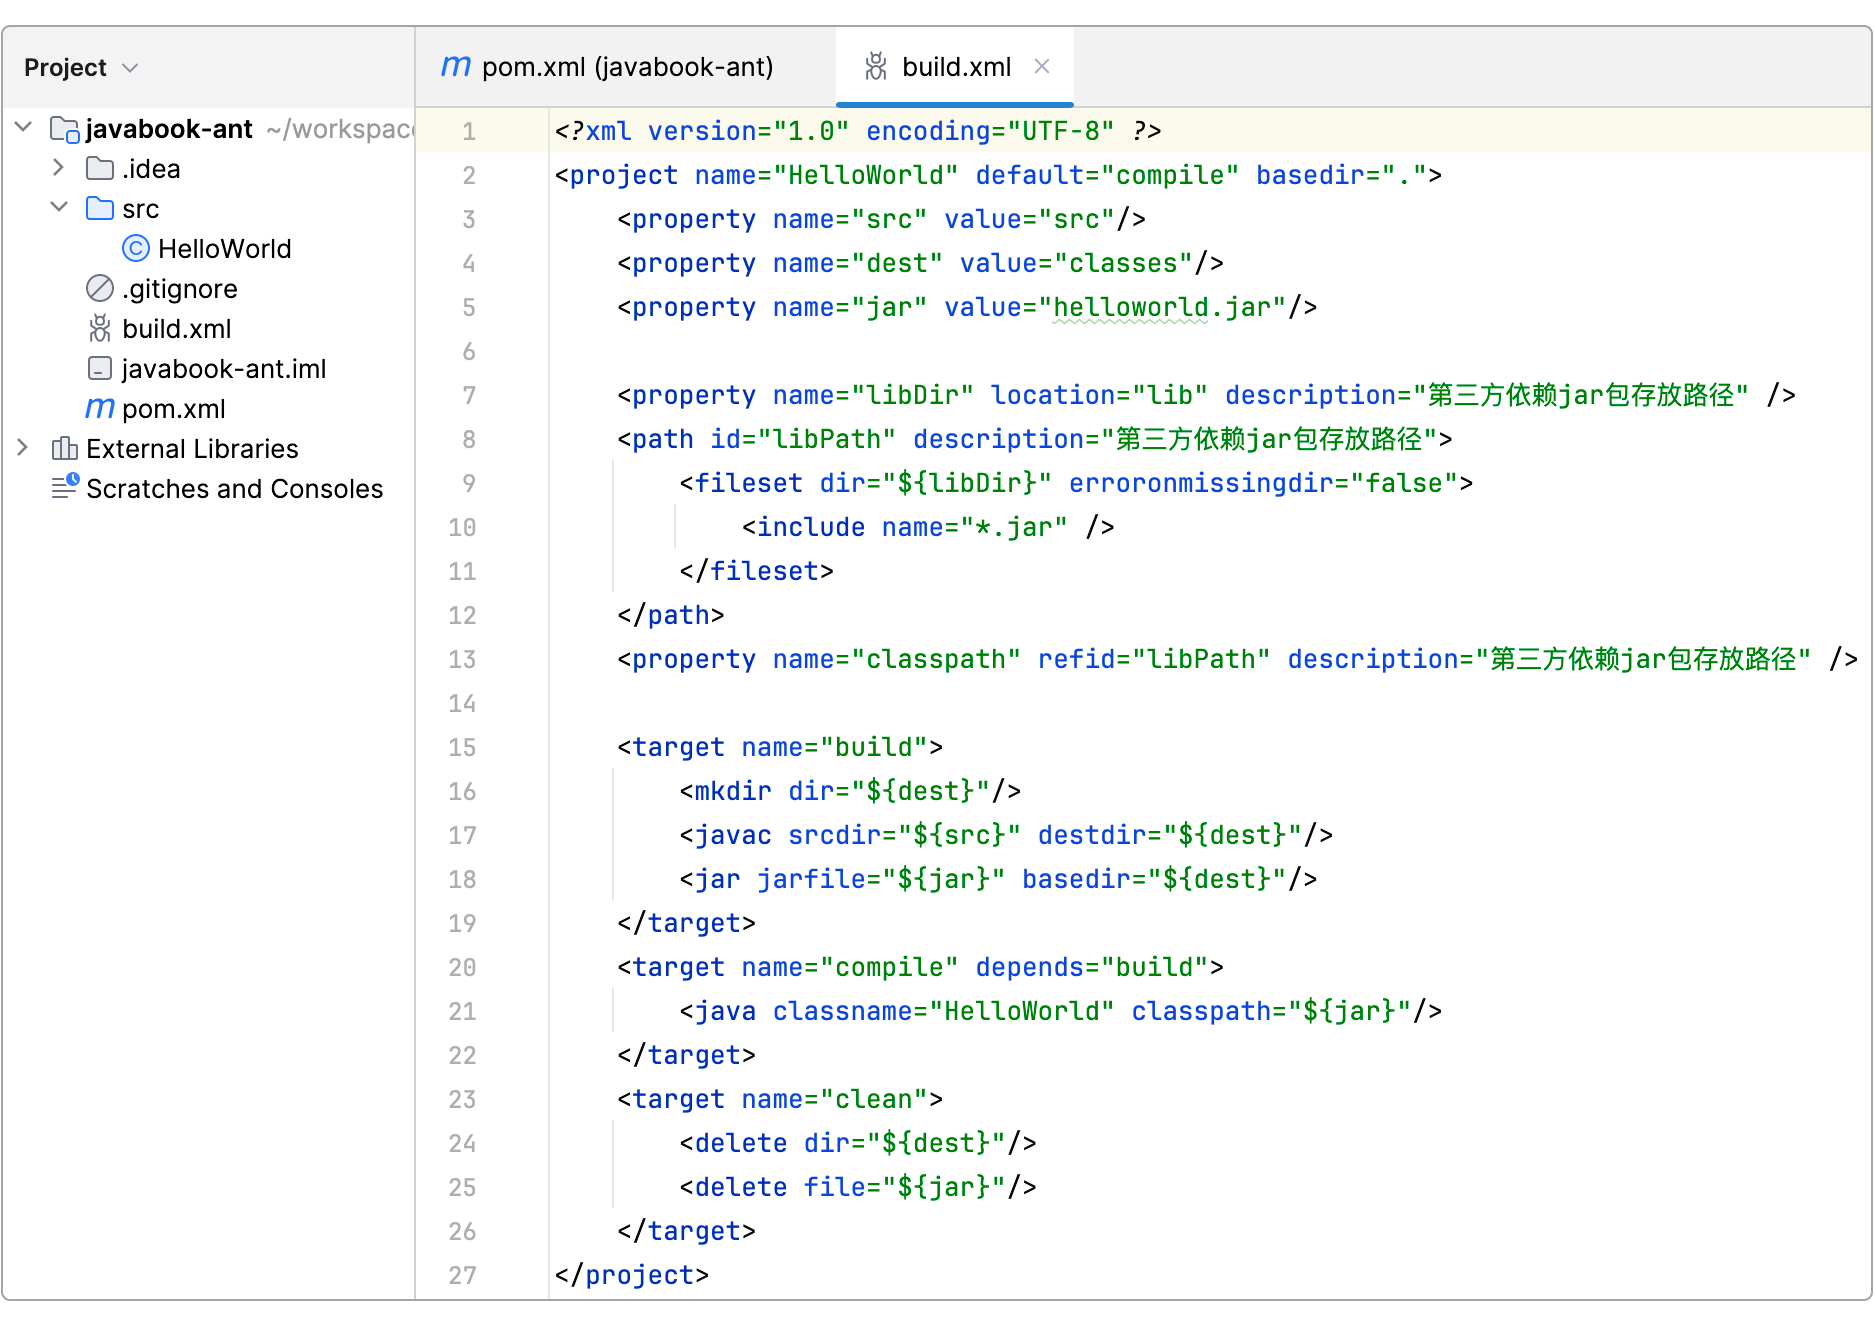 Project
javabook-ant ~/workspac
.idea
src
HelloWorld
.gitignore
build.xml
javabook-ant.iml
pom.xml
External Libraries
Scratches and Consoles
pom.xml (javabook-ant)
build.xml
1 <?xml version="1.0" encoding="UTF-8" ?>
2 <project name="HelloWorld" default="compile" basedir=".">
3     <property name="src" value="src"/>
4     <property name="dest" value="classes"/>
5     <property name="jar" value="helloworld.jar"/>
6
7     <property name="libDir" location="lib" description="第三方依赖jar包存放路径" />
8     <path id="libPath" description="第三方依赖jar包存放路径">
9         <fileset dir="${libDir}" erroronmissingdir="false">
10             <include name="*.jar" />
11         </fileset>
12     </path>
13     <property name="classpath" refid="libPath" description="第三方依赖jar包存放路径" />
14
15     <target name="build">
16         <mkdir dir="${dest}"/>
17         <javac srcdir="${src}" destdir="${dest}"/>
18         <jar jarfile="${jar}" basedir="${dest}"/>
19     </target>
20     <target name="compile" depends="build">
21         <java classname="HelloWorld" classpath="${jar}"/>
22     </target>
23     <target name="clean">
24         <delete dir="${dest}"/>
25         <delete file="${jar}"/>
26     </target>
27 </project>